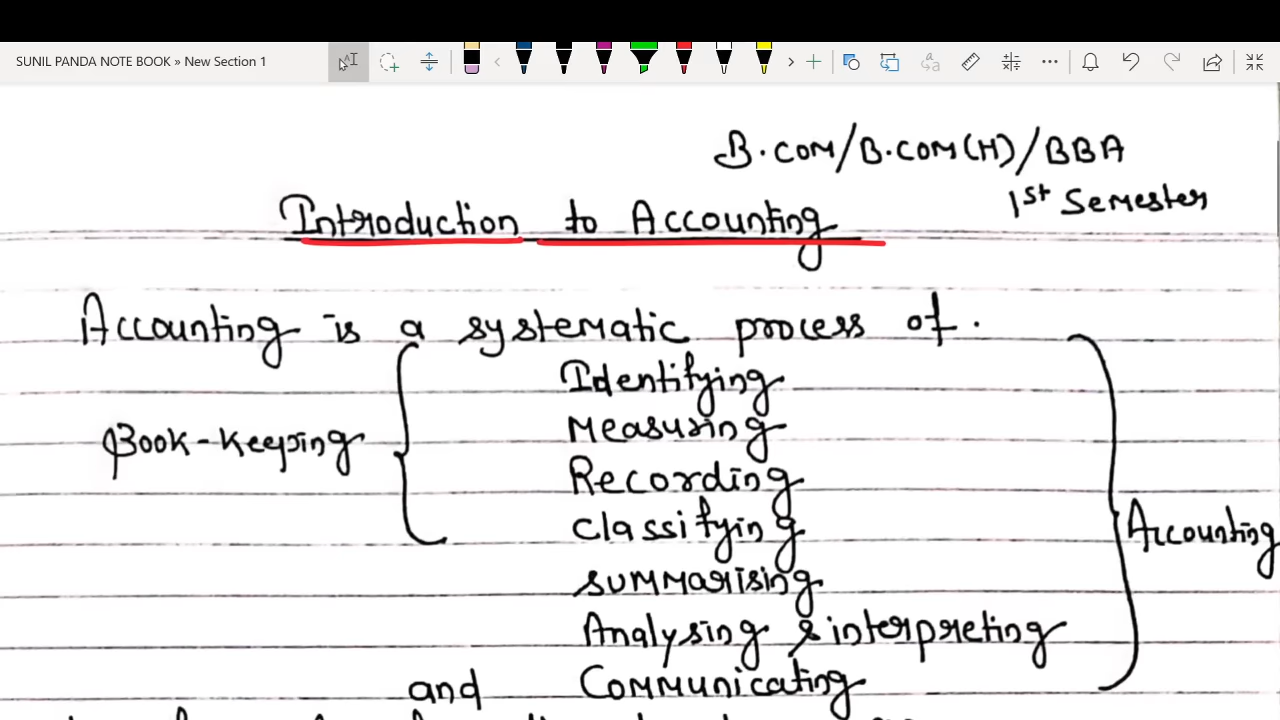 SUNIL PANDA NOTE BOOK » New Section 1
B.COM/B.COM(H)/BBA
1st Semester
Introduction to Accounting
Accounting is a systematic process of.
Identifying
Measuring
Book-keeping
Recording
Classifying
Accounting
Summarising
Analysing & interpreting
and Communicating